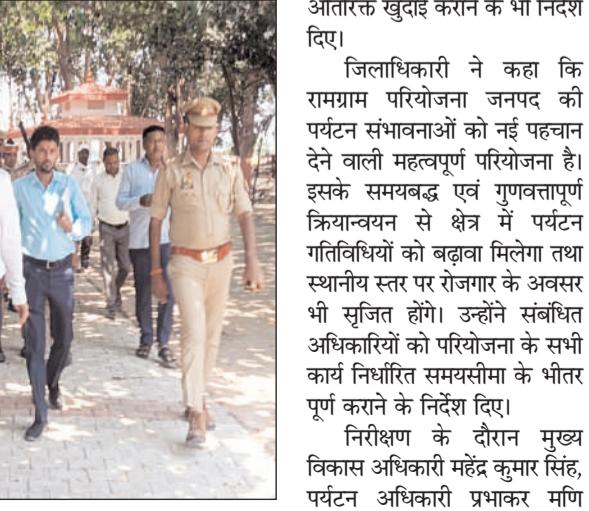 अतिरिक्त खुदाई कराने के भी निर्देश
दिए।
जिलाधिकारी ने कहा कि
रामग्राम परियोजना जनपद की
पर्यटन संभावनाओं को नई पहचान
देने वाली महत्वपूर्ण परियोजना है।
इसके समयबद्ध एवं गुणवत्तापूर्ण
क्रियान्वयन से क्षेत्र में पर्यटन
गतिविधियों को बढ़ावा मिलेगा तथा
स्थानीय स्तर पर रोजगार के अवसर
भी सृजित होंगे। उन्होंने संबंधित
अधिकारियों को परियोजना के सभी
कार्य निर्धारित समयसीमा के भीतर
पूर्ण कराने के निर्देश दिए।
निरीक्षण के दौरान मुख्य
विकास अधिकारी महेंद्र कुमार सिंह,
पर्यटन अधिकारी प्रभाकर मणि